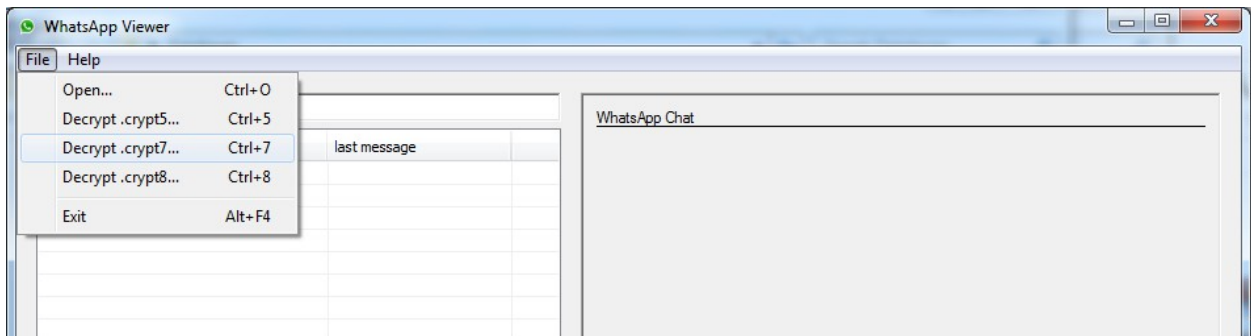 WhatsApp Viewer
File Help
Open... Ctrl+O
Decrypt .crypt5... Ctrl+5
Decrypt .crypt7... Ctrl+7
Decrypt .crypt8... Ctrl+8
Exit Alt+F4
last message
WhatsApp Chat